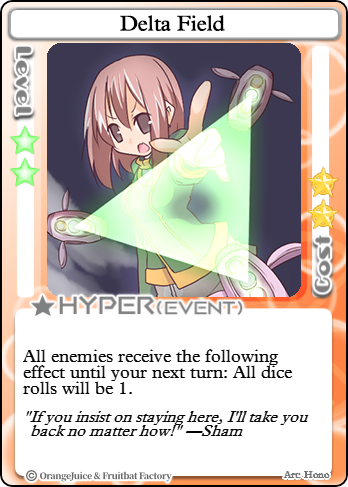 Delta Field
Level
Cost
HYPER(EVENT)
All enemies receive the following
effect until your next turn: All dice
rolls will be 1.
"If you insist on staying here, I'll take you
back no matter how!" —Sham
© OrangeJuice & Fruitbat Factory
Art: Hono